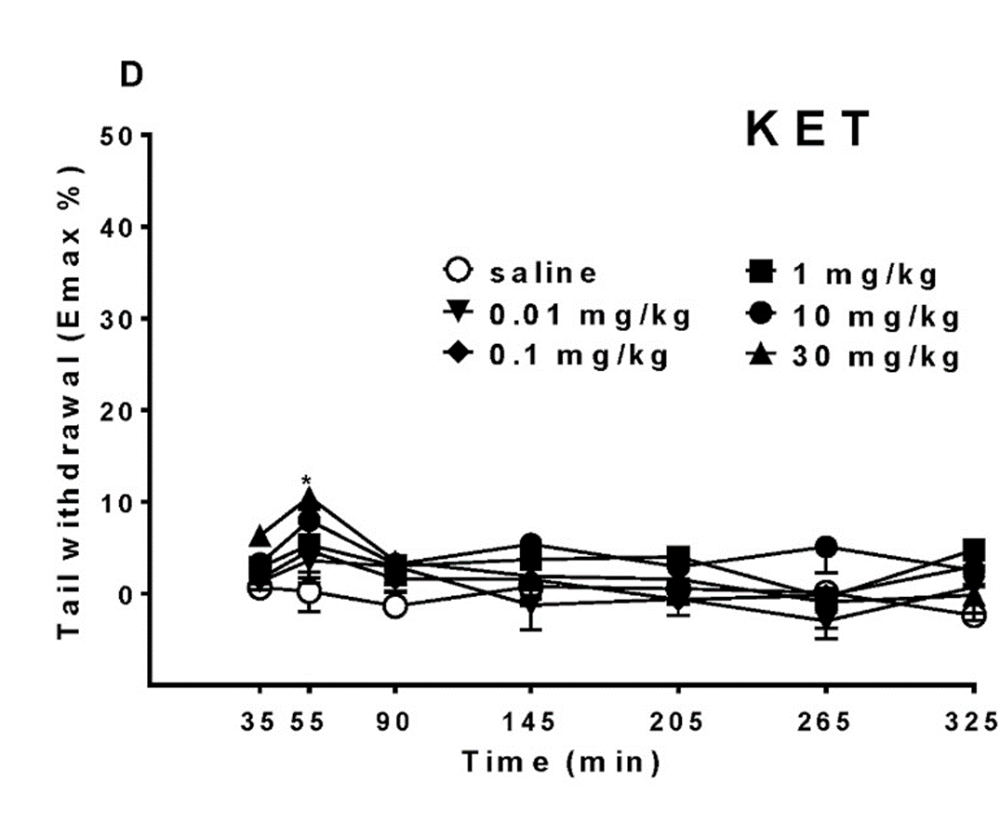 D
KET
50
40
30
20
10
0
Tail withdrawal (Emax %)
saline
0.01 mg/kg
0.1 mg/kg
1 mg/kg
10 mg/kg
30 mg/kg
*
35 55 90 145 205 265 325
Time (min)